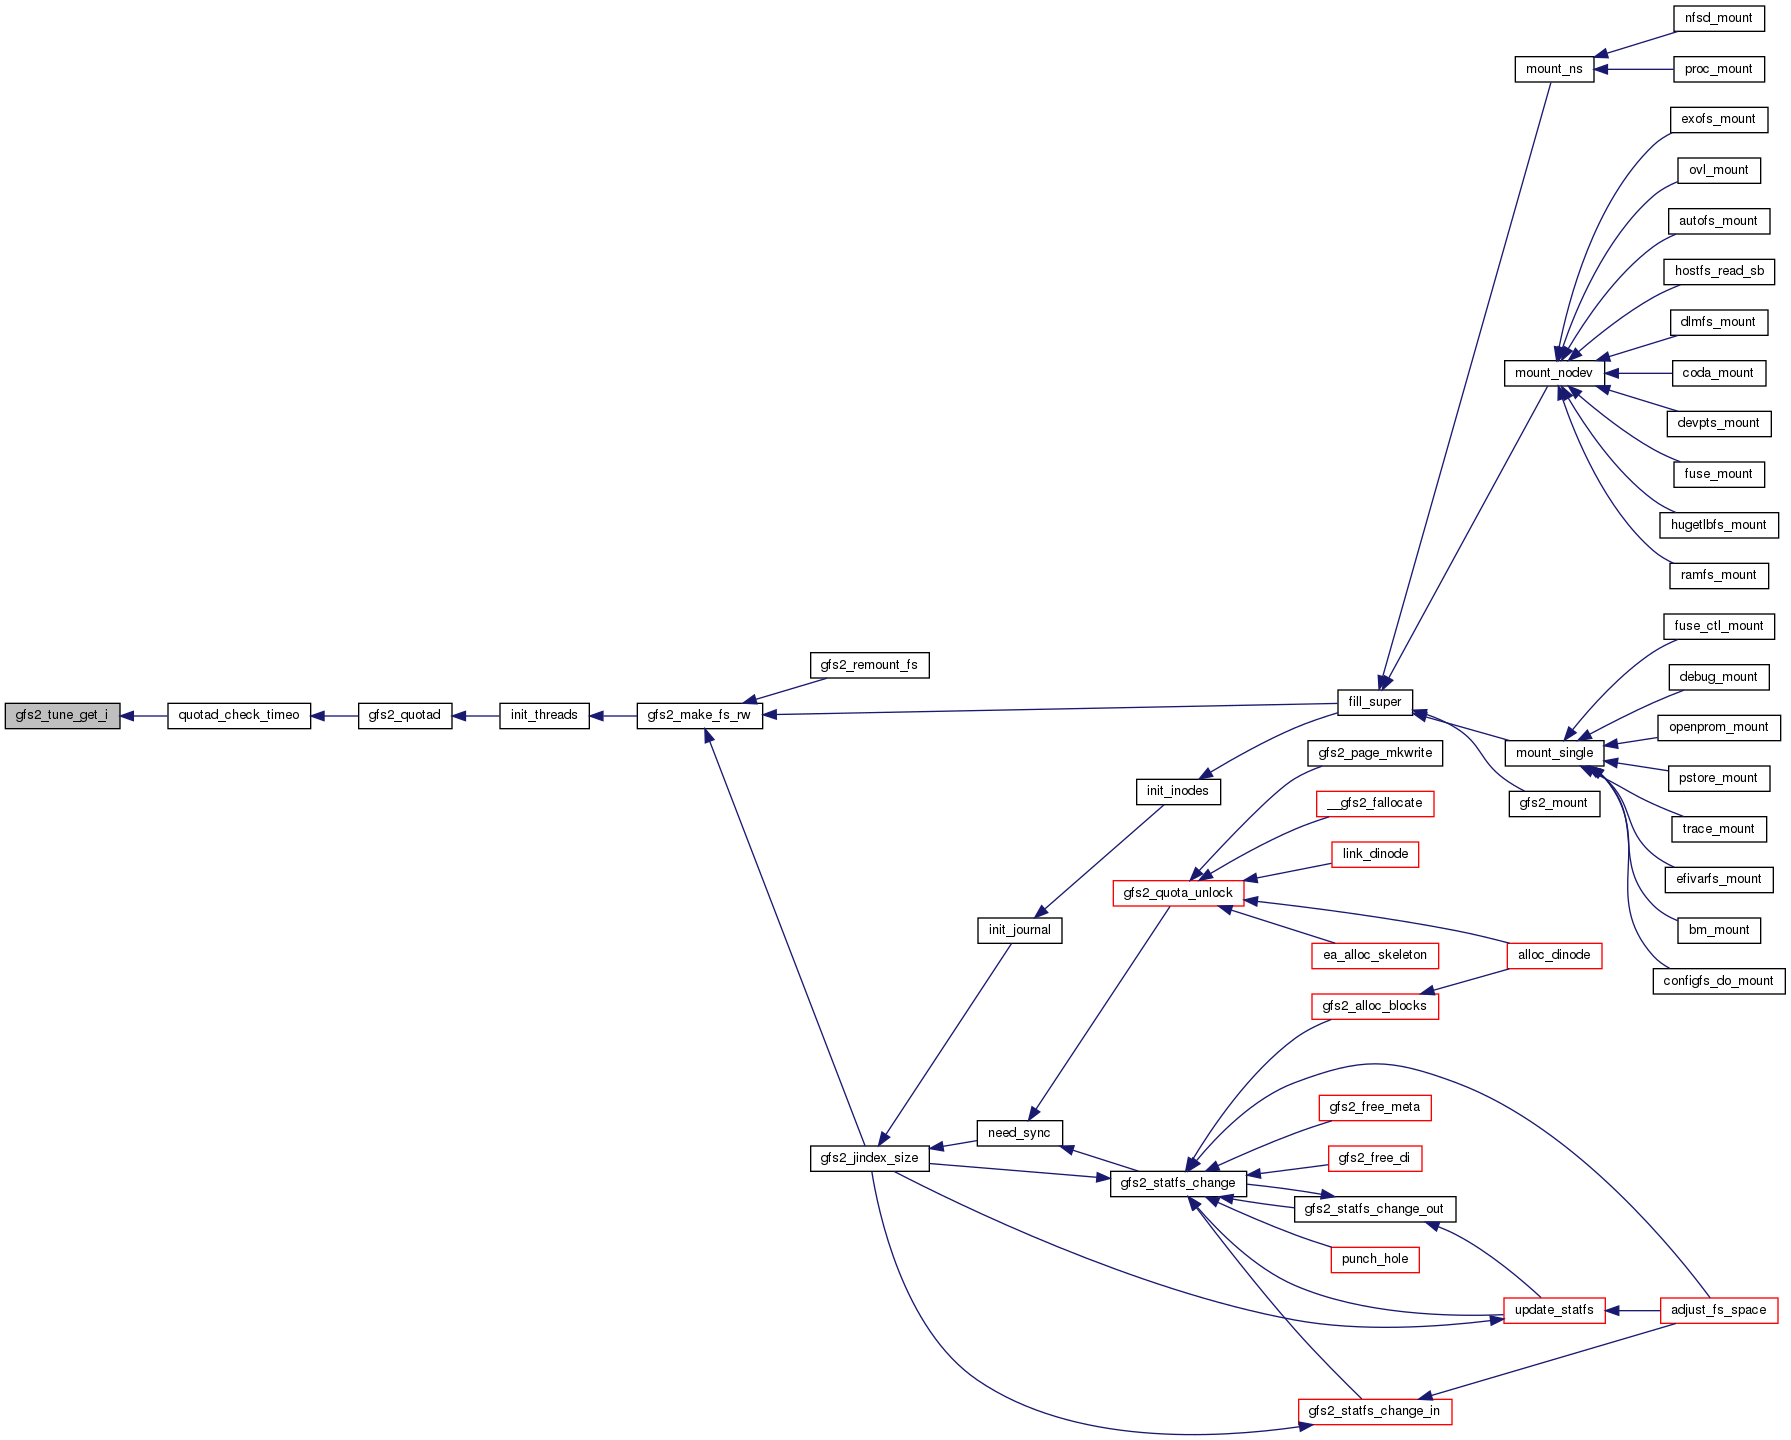 nfsd_mount
mount_ns
proc_mount
exofs_mount
ovl_mount
autofs_mount
hostfs_read_sb
dlmfs_mount
mount_nodev
coda_mount
devpts_mount
fuse_mount
hugetlbfs_mount
ramfs_mount
fuse_ctl_mount
gfs2_remount_fs
debug_mount
gfs2_tune_get_i
quotad_check_timeo
gfs2_quotad
init_threads
gfs2_make_fs_rw
fill_super
openprom_mount
gfs2_page_mkwrite
mount_single
pstore_mount
init_inodes
__gfs2_fallocate
gfs2_mount
trace_mount
link_dinode
efivarfs_mount
gfs2_quota_unlock
init_journal
bm_mount
ea_alloc_skeleton
alloc_dinode
configfs_do_mount
gfs2_alloc_blocks
gfs2_free_meta
need_sync
gfs2_jindex_size
gfs2_free_di
gfs2_statfs_change
gfs2_statfs_change_out
punch_hole
update_statfs
adjust_fs_space
gfs2_statfs_change_in